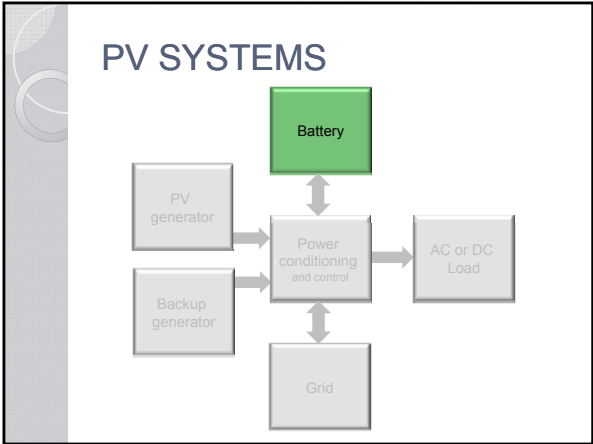 PV SYSTEMS
Battery
PV
generator
Power
conditioning
and control
AC or DC
Load
Backup
generator
Grid